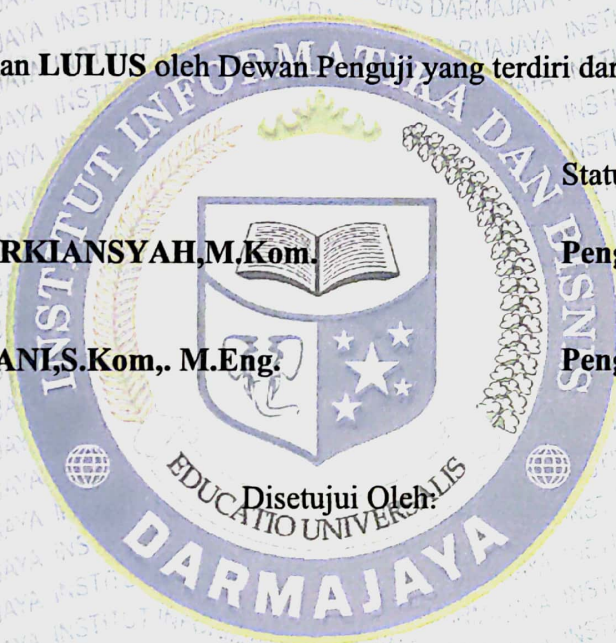 an LULUS oleh Dewan Penguji yang terdiri dar
Statu
RKIANSYAH,M.Kom.
Peng
ANI,S.Kom,. M.Eng.
Peng
Disetujui Oleh:
INSTITUT INFORMATIKA DAN BISNIS
EDUCATIO UNIVERSALIS
DARMAJAYA